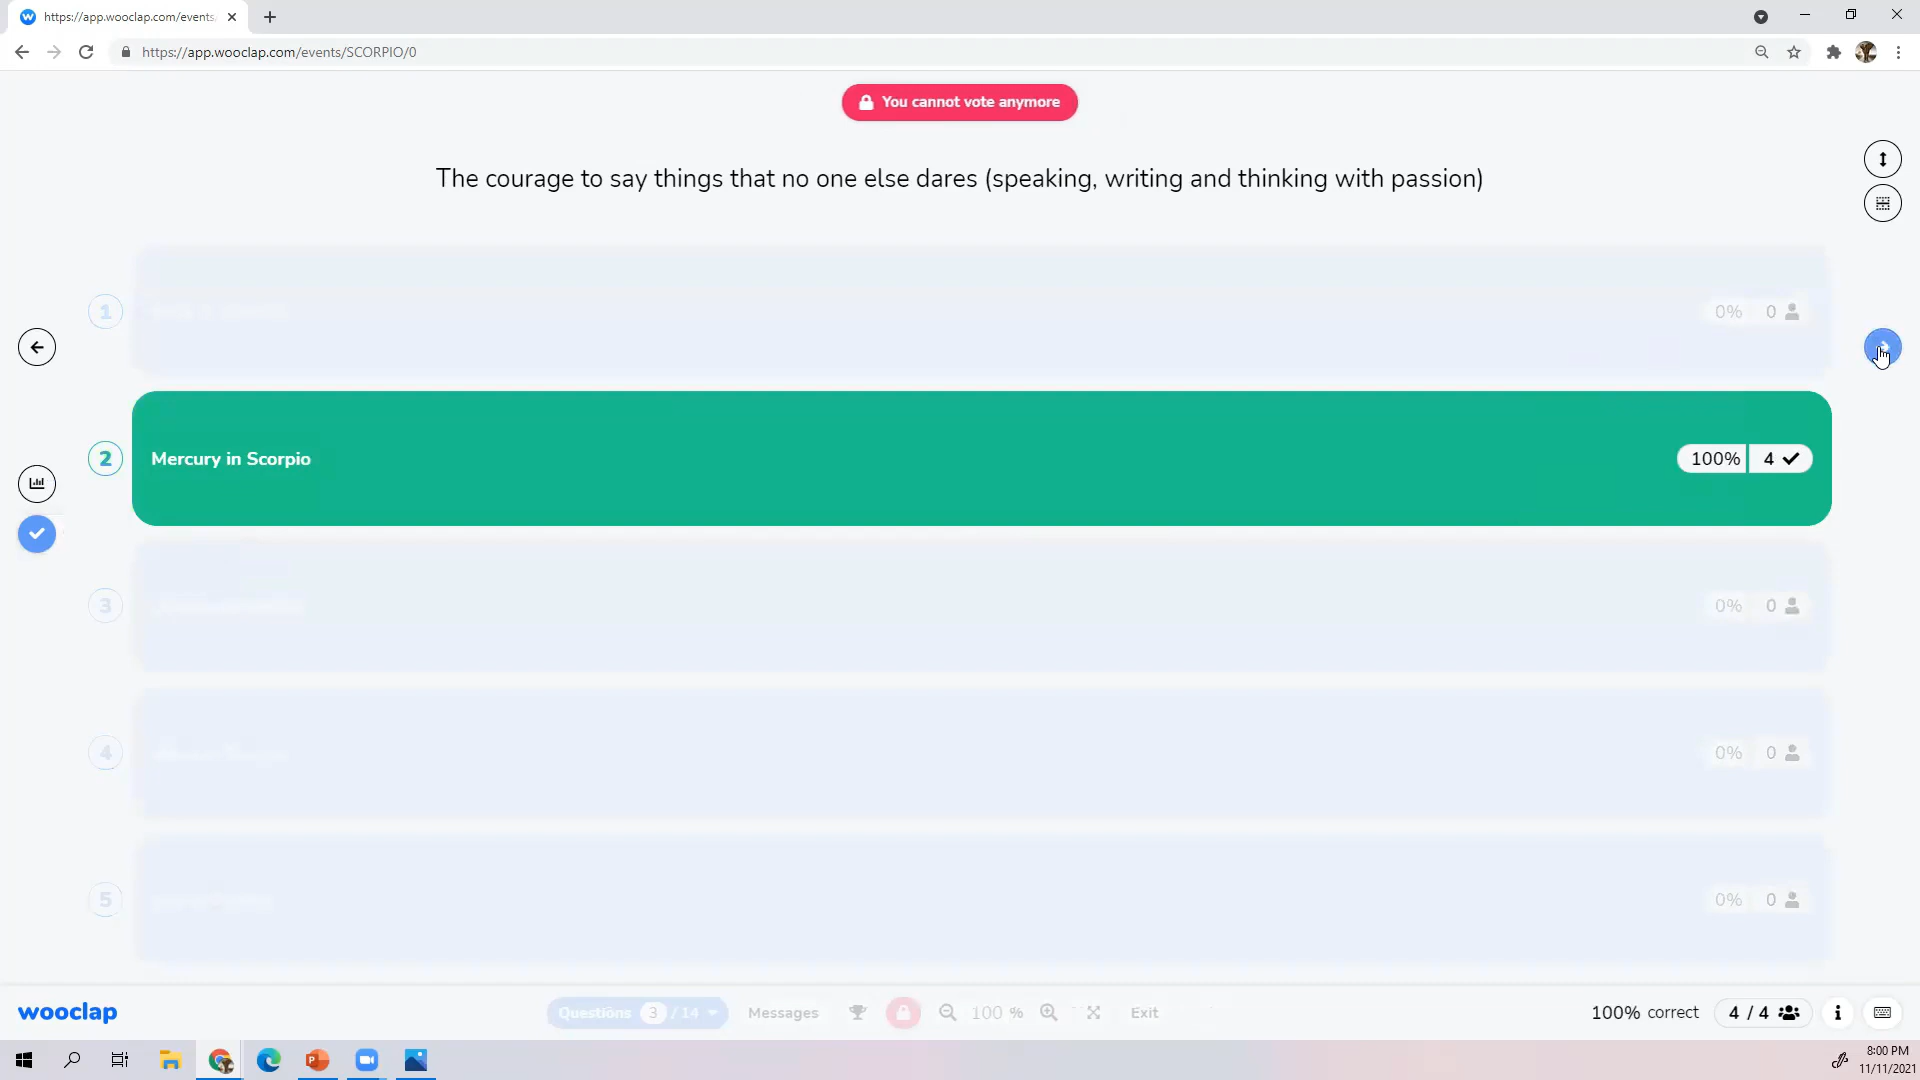 https://app.wooclap.com/events
https://app.wooclap.com/events/SCORPIO/0
You cannot vote anymore
The courage to say things that no one else dares (speaking, writing and thinking with passion)
1
0% 0
2 Mercury in Scorpio 100% 4
3
0% 0
4
0% 0
5
0% 0
wooclap Questions 3 / 14 Messages 100 % Exit 100% correct 4 / 4
8:00 PM
11/11/2021